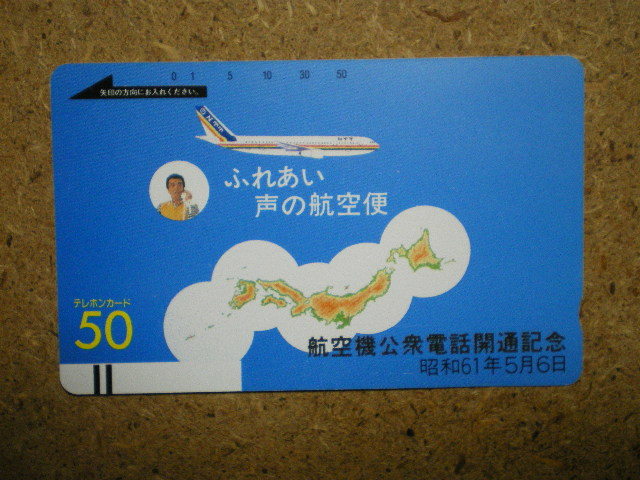 0 1 5 10 30 50
矢印の方向にお入れください。
ふれあい
声の航空便
テレホンカード
50
航空機公衆電話開通記念
昭和61年5月6日